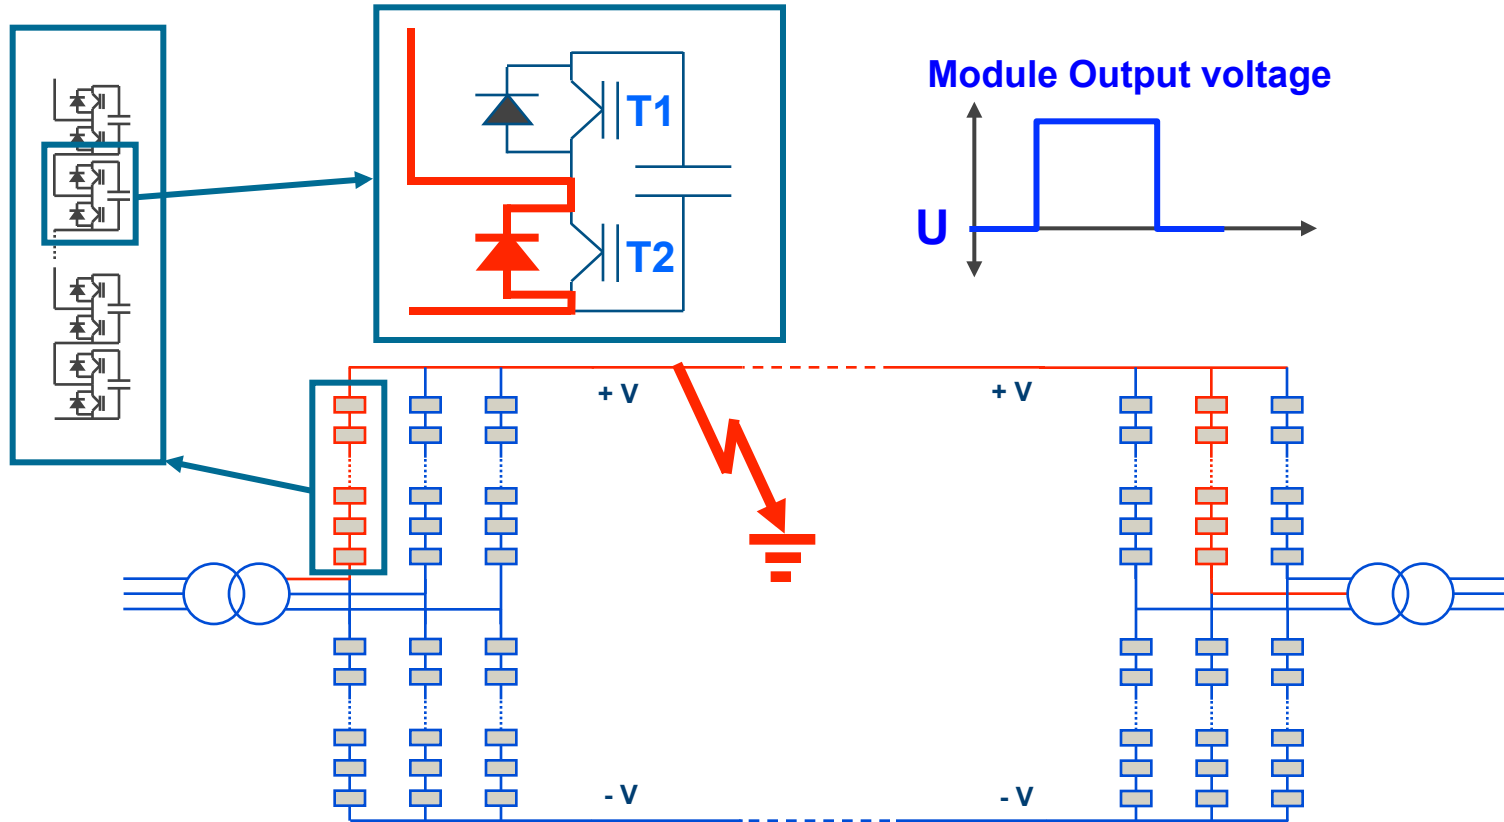 Module Output voltage
T1
U
T2
+ V
+ V
- V
- V